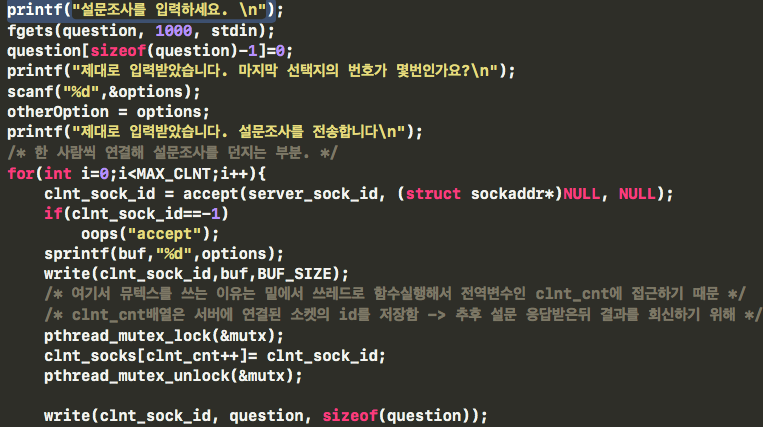 printf("설문조사를 입력하세요. \n");
fgets(question, 1000, stdin);
question[sizeof(question)-1]=0;
printf("제대로 입력받았습니다. 마지막 선택지의 번호가 몇번인가요?\n");
scanf("%d",&options);
otherOption = options;
printf("제대로 입력받았습니다. 설문조사를 전송합니다\n");
/* 한 사람씩 연결해 설문조사를 던지는 부분. */
for(int i=0;i<MAX_CLNT;i++){
    clnt_sock_id = accept(server_sock_id, (struct sockaddr*)NULL, NULL);
    if(clnt_sock_id==-1)
        oops("accept");
    sprintf(buf,"%d",options);
    write(clnt_sock_id,buf,BUF_SIZE);
    /* 여기서 뮤텍스를 쓰는 이유는 밑에서 쓰레드로 함수실행해서 전역변수인 clnt_cnt에 접근하기 때문 */
    /* clnt_cnt배열은 서버에 연결된 소켓의 id를 저장함 -> 추후 설문 응답받은뒤 결과를 회신하기 위해 */
    pthread_mutex_lock(&mutx);
    clnt_socks[clnt_cnt++]= clnt_sock_id;
    pthread_mutex_unlock(&mutx);
    write(clnt_sock_id, question, sizeof(question));